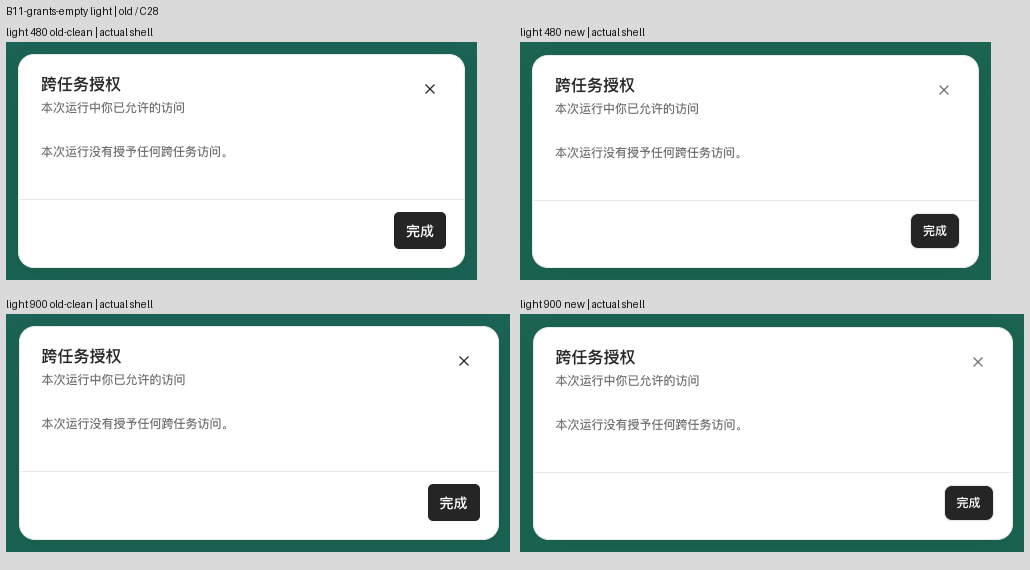 B11-grants-empty light | old / C28
light 480 old-clean | actual shell
跨任务授权
本次运行中你已允许的访问
本次运行没有授予任何跨任务访问。
完成
light 480 new | actual shell
跨任务授权
本次运行中你已允许的访问
本次运行没有授予任何跨任务访问。
完成
light 900 old-clean | actual shell
跨任务授权
本次运行中你已允许的访问
本次运行没有授予任何跨任务访问。
完成
light 900 new | actual shell
跨任务授权
本次运行中你已允许的访问
本次运行没有授予任何跨任务访问。
完成